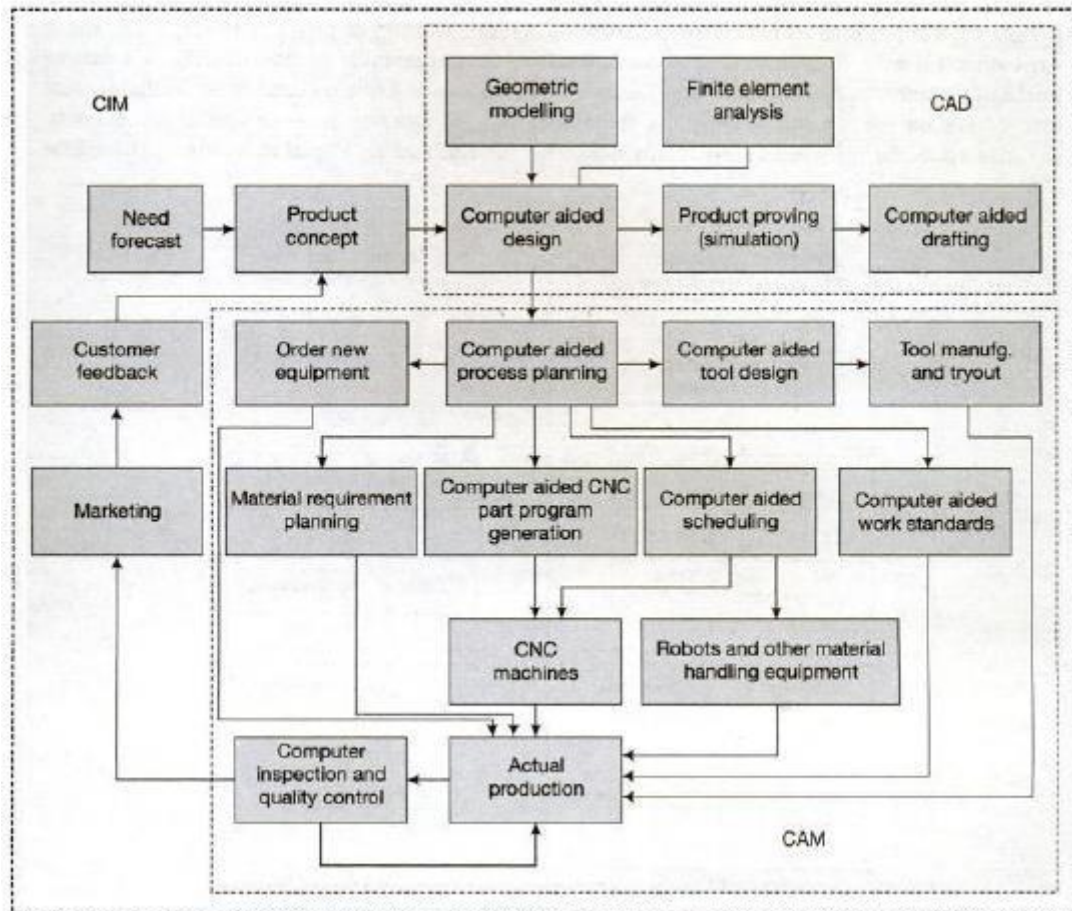 CIM
Geometric
modelling
Finite element
analysis
CAD
Need
forecast
Product
concept
Computer aided
design
Product proving
(simulation)
Computer aided
drafting
Customer
feedback
Order new
equipment
Computer aided
process planning
Computer aided
tool design
Tool manufg.
and tryout
Marketing
Material requirement
planning
Computer aided CNC
part program
generation
Computer aided
scheduling
Computer aided
work standards
CNC
machines
Robots and other material
handling equipment
Computer
inspection and
quality control
Actual
production
CAM